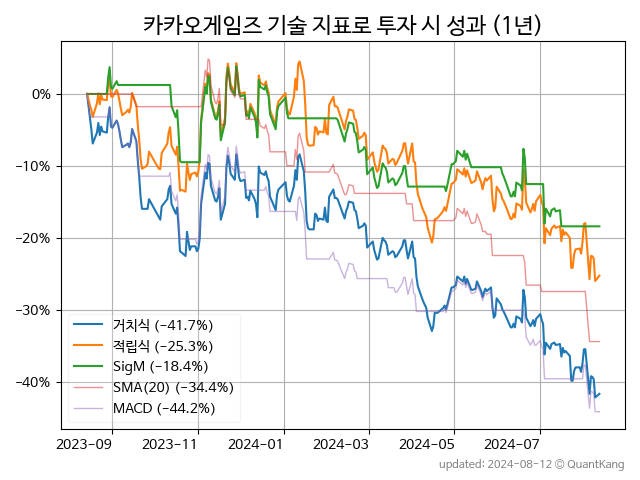 카카오게임즈 기술 지표로 투자 시 성과 (1년)
0%
−10%
−20%
−30%
−40%
거치식 (−41.7%)
적립식 (−25.3%)
SigM (−18.4%)
SMA(20) (−34.4%)
MACD (−44.2%)
2023−09 2023−11 2024−01 2024−03 2024−05 2024−07
updated: 2024-08-12 © QuantKang